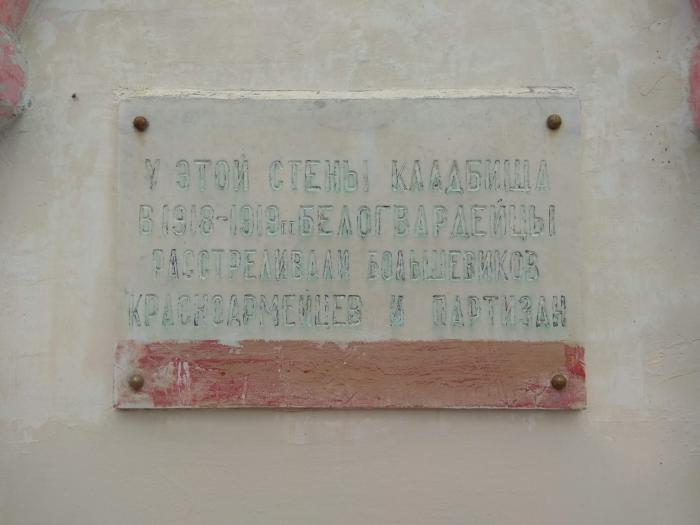 У ЭТОЙ СТЕНЫ КЛАДБИЩА
В 1918-1919гг. БЕЛОГВАРДЕЙЦЫ
РАССТРЕЛИВАЛИ БОЛЬШЕВИКОВ
КРАСНОАРМЕЙЦЕВ И ПАРТИЗАН